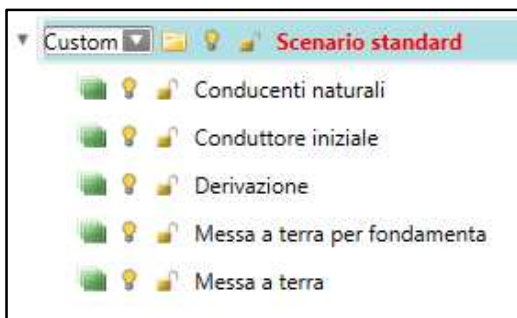 Custom Scenario standard
Conducenti naturali
Conduttore iniziale
Derivazione
Messa a terra per fondamenta
Messa a terra